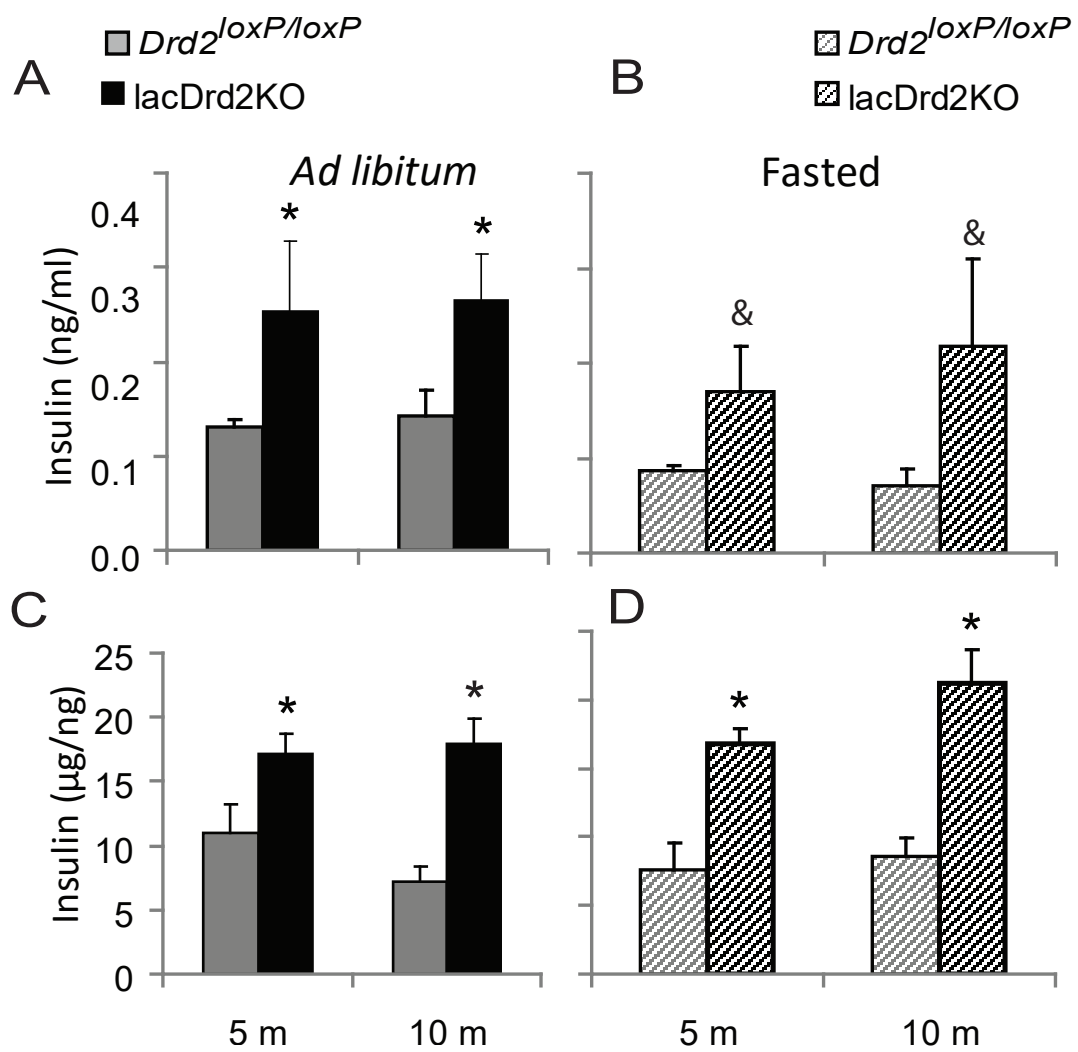 Drd2loxP/loxP
A
lacDrd2KO
Drd2loxP/loxP
B
lacDrd2KO
Ad libitum
Fasted
Insulin (ng/ml)
0.4
0.3
0.2
0.1
0.0
*
*
&
&
C
D
Insulin (µg/ng)
25
20
15
10
5
0
*
*
*
*
5 m
10 m
5 m
10 m